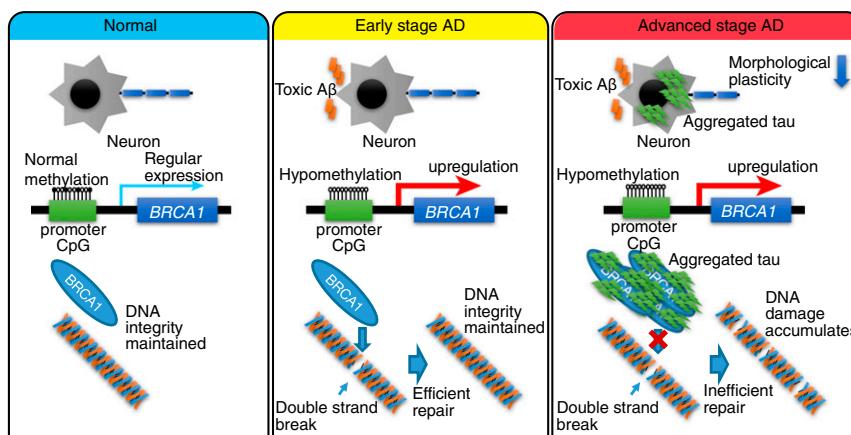 Normal
Neuron
Normal
methylation
Regular
expression
BRCA1
promoter
CpG
BRCA1
DNA
integrity
maintained
Early stage AD
Toxic Aβ
Neuron
Hypomethylation
upregulation
BRCA1
promoter
CpG
BRCA1
DNA
integrity
maintained
Double strand
break
Efficient
repair
Advanced stage AD
Toxic Aβ
Morphological
plasticity
Aggregated tau
Neuron
Hypomethylation
upregulation
BRCA1
promoter
CpG
Aggregated tau
DNA
damage
accumulates
Double strand
break
Inefficient
repair